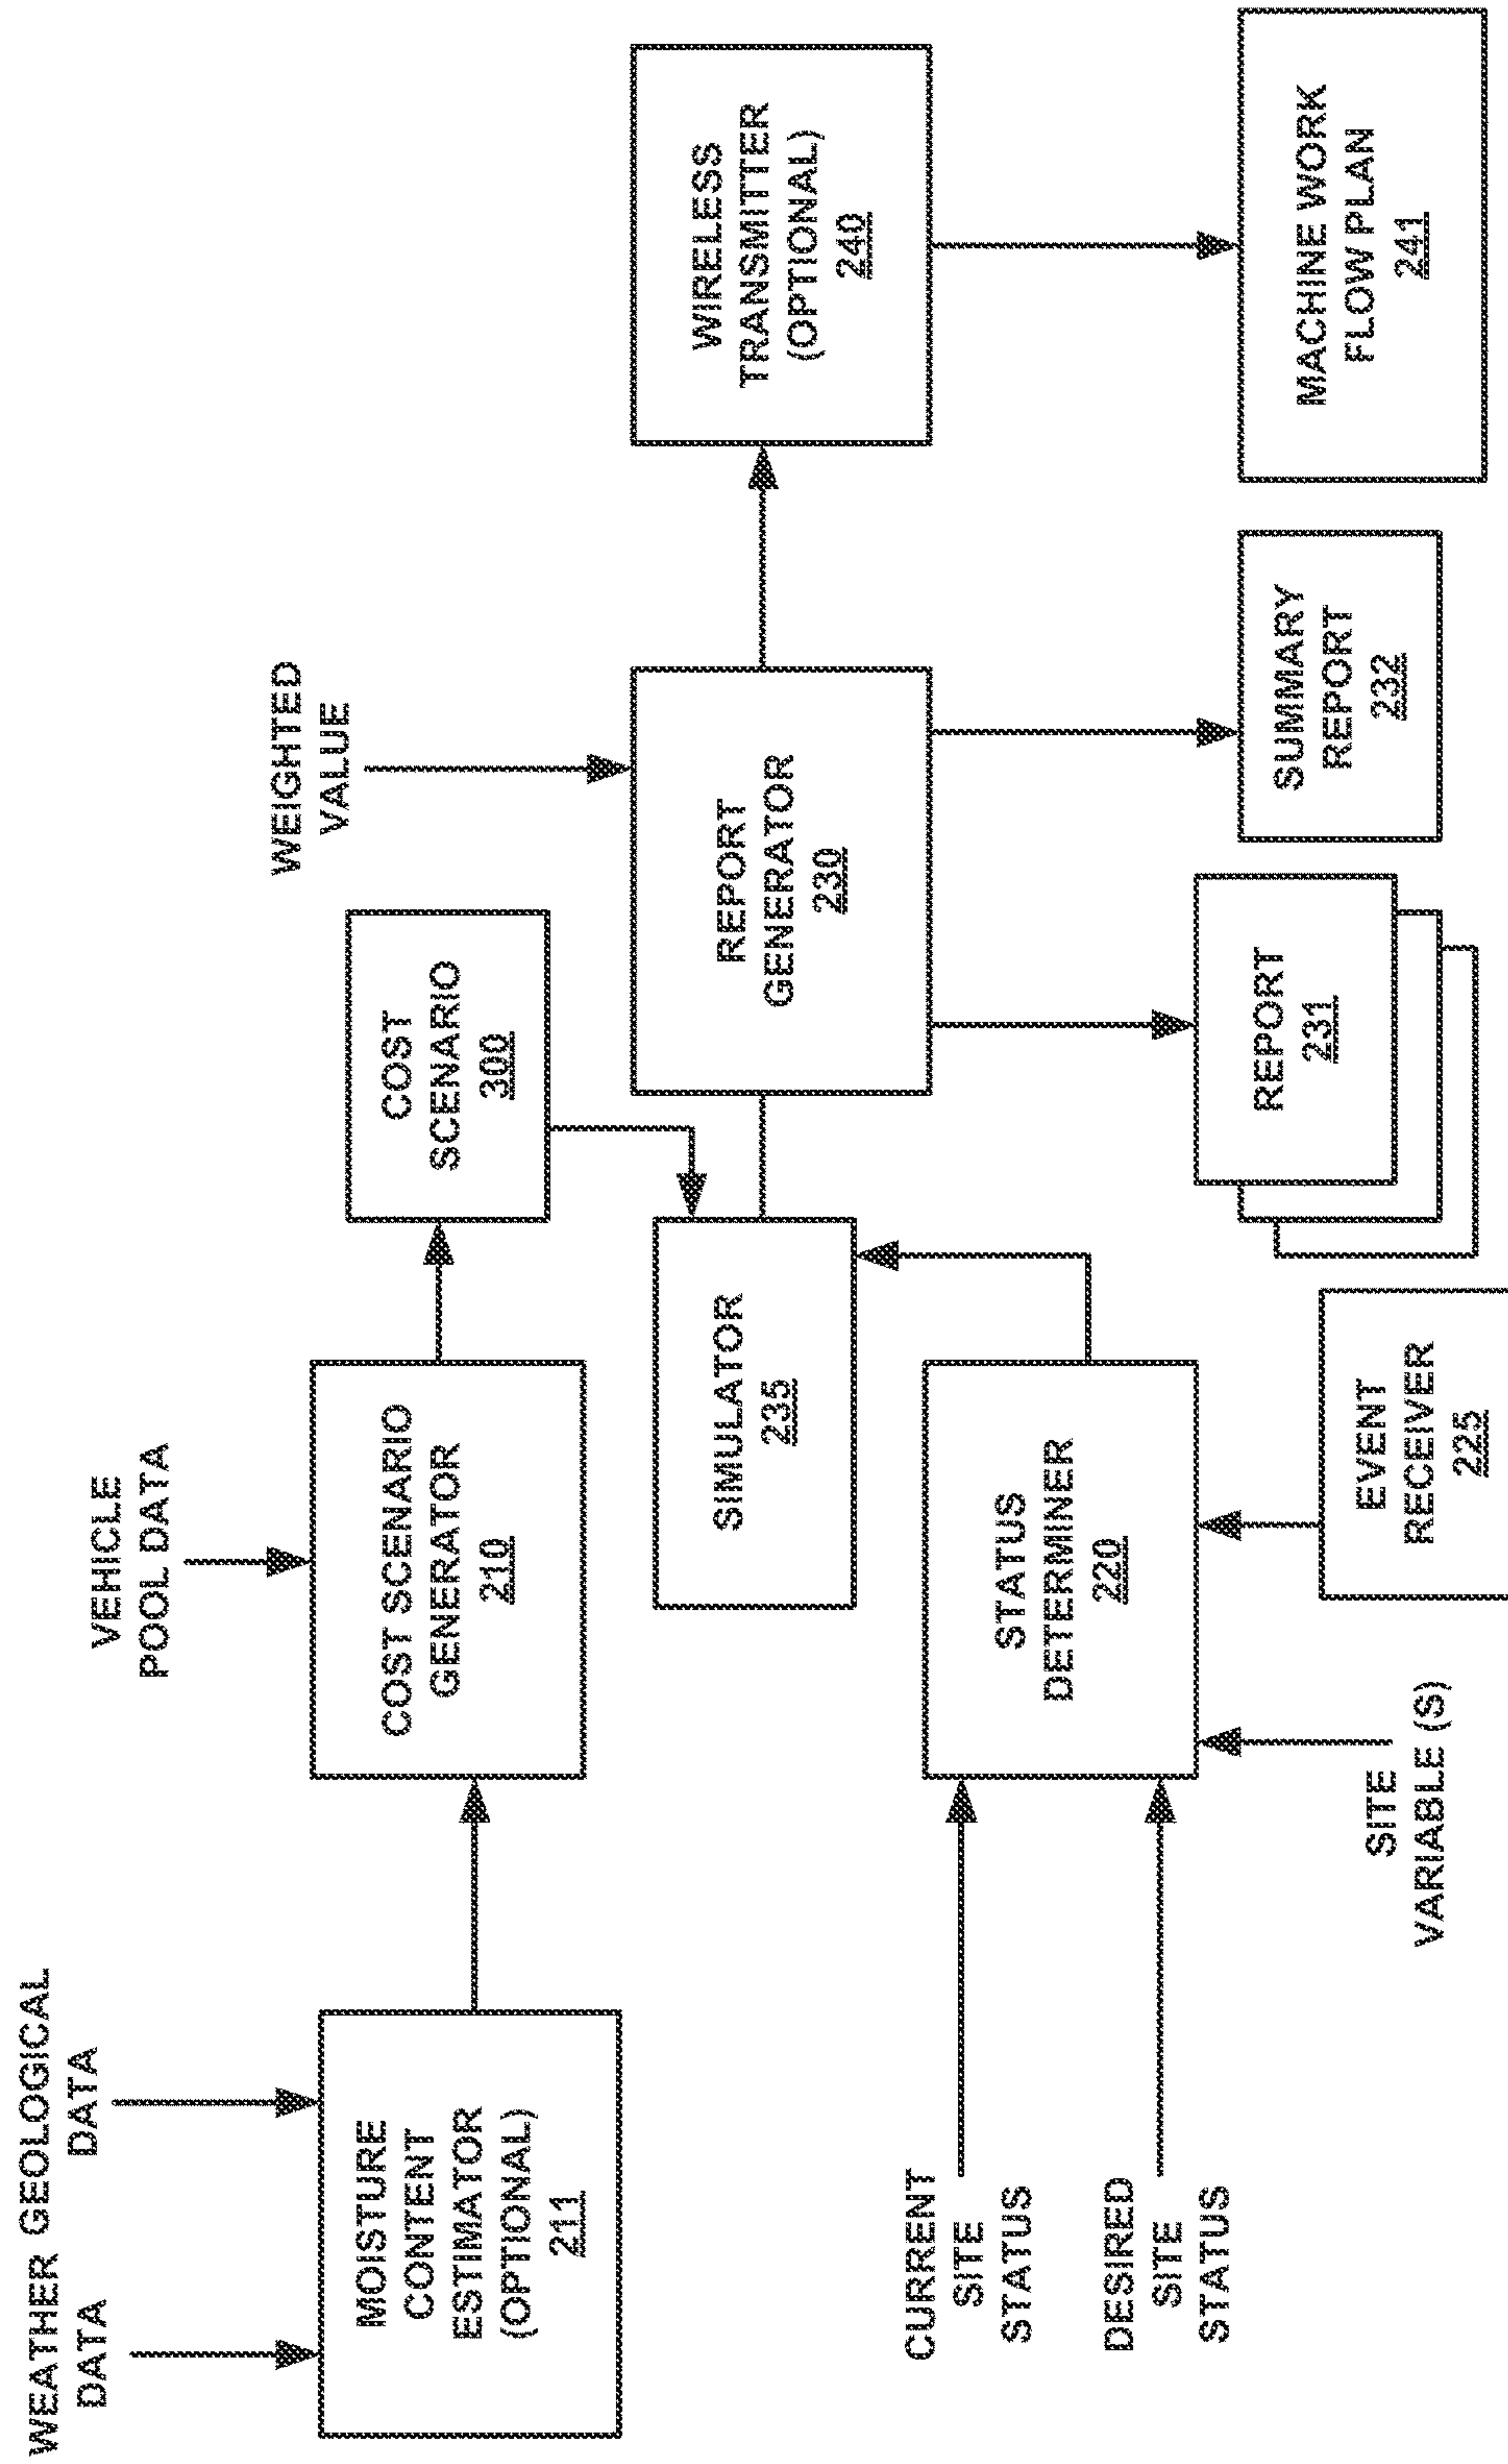 WEATHER
DATA
GEOLOGICAL
DATA
MOISTURE
CONTENT
ESTIMATOR
(OPTIONAL)
211
VEHICLE
POOL DATA
COST SCENARIO
GENERATOR
210
COST
SCENARIO
300
WEIGHTED
VALUE
SIMULATOR
235
REPORT
GENERATOR
230
WIRELESS
TRANSMITTER
(OPTIONAL)
240
CURRENT
SITE
STATUS
DESIRED
SITE
STATUS
STATUS
DETERMINER
220
SITE
VARIABLE (S)
EVENT
RECEIVER
225
REPORT
231
SUMMARY
REPORT
232
MACHINE WORK
FLOW PLAN
241